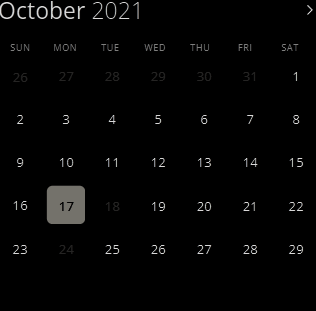 October 2021
SUN MON TUE WED THU FRI SAT
26 27 28 29 30 31 1
2 3 4 5 6 7 8
9 10 11 12 13 14 15
16 17 18 19 20 21 22
23 24 25 26 27 28 29